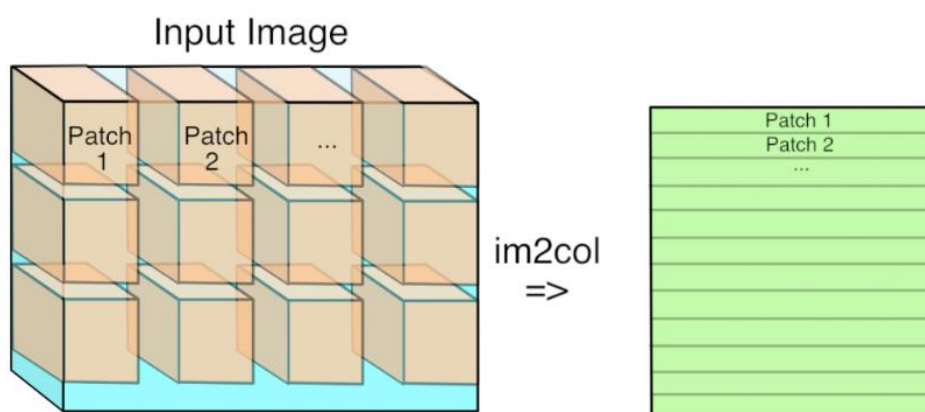 Input Image
Patch
1
Patch
2
...
im2col
=>
Patch 1
Patch 2
...